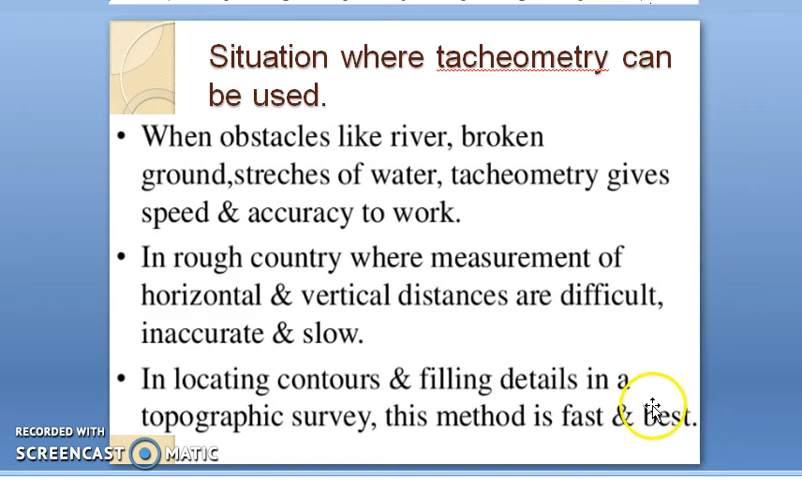 Situation where tacheometry can
be used.
• When obstacles like river, broken
ground,streches of water, tacheometry gives
speed & accuracy to work.
• In rough country where measurement of
horizontal & vertical distances are difficult,
inaccurate & slow.
• In locating contours & filling details in a
topographic survey, this method is fast & best.
RECORDED WITH
SCREENCAST MATIC